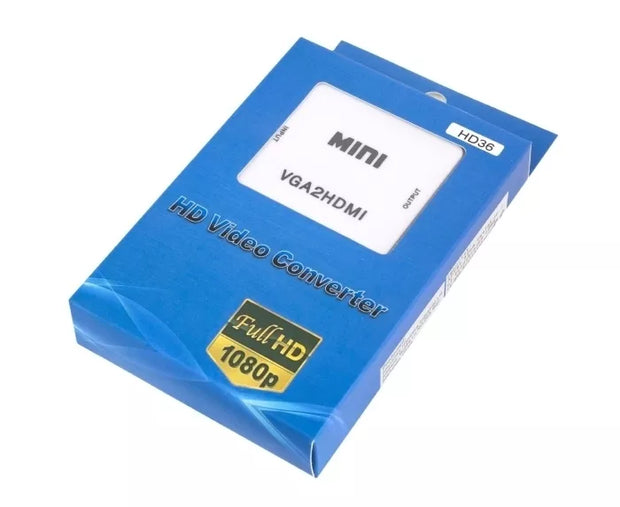 HD36
INPUT
MINI
OUTPUT
VGA2HDMI
HD Video Converter
Full HD
1080p